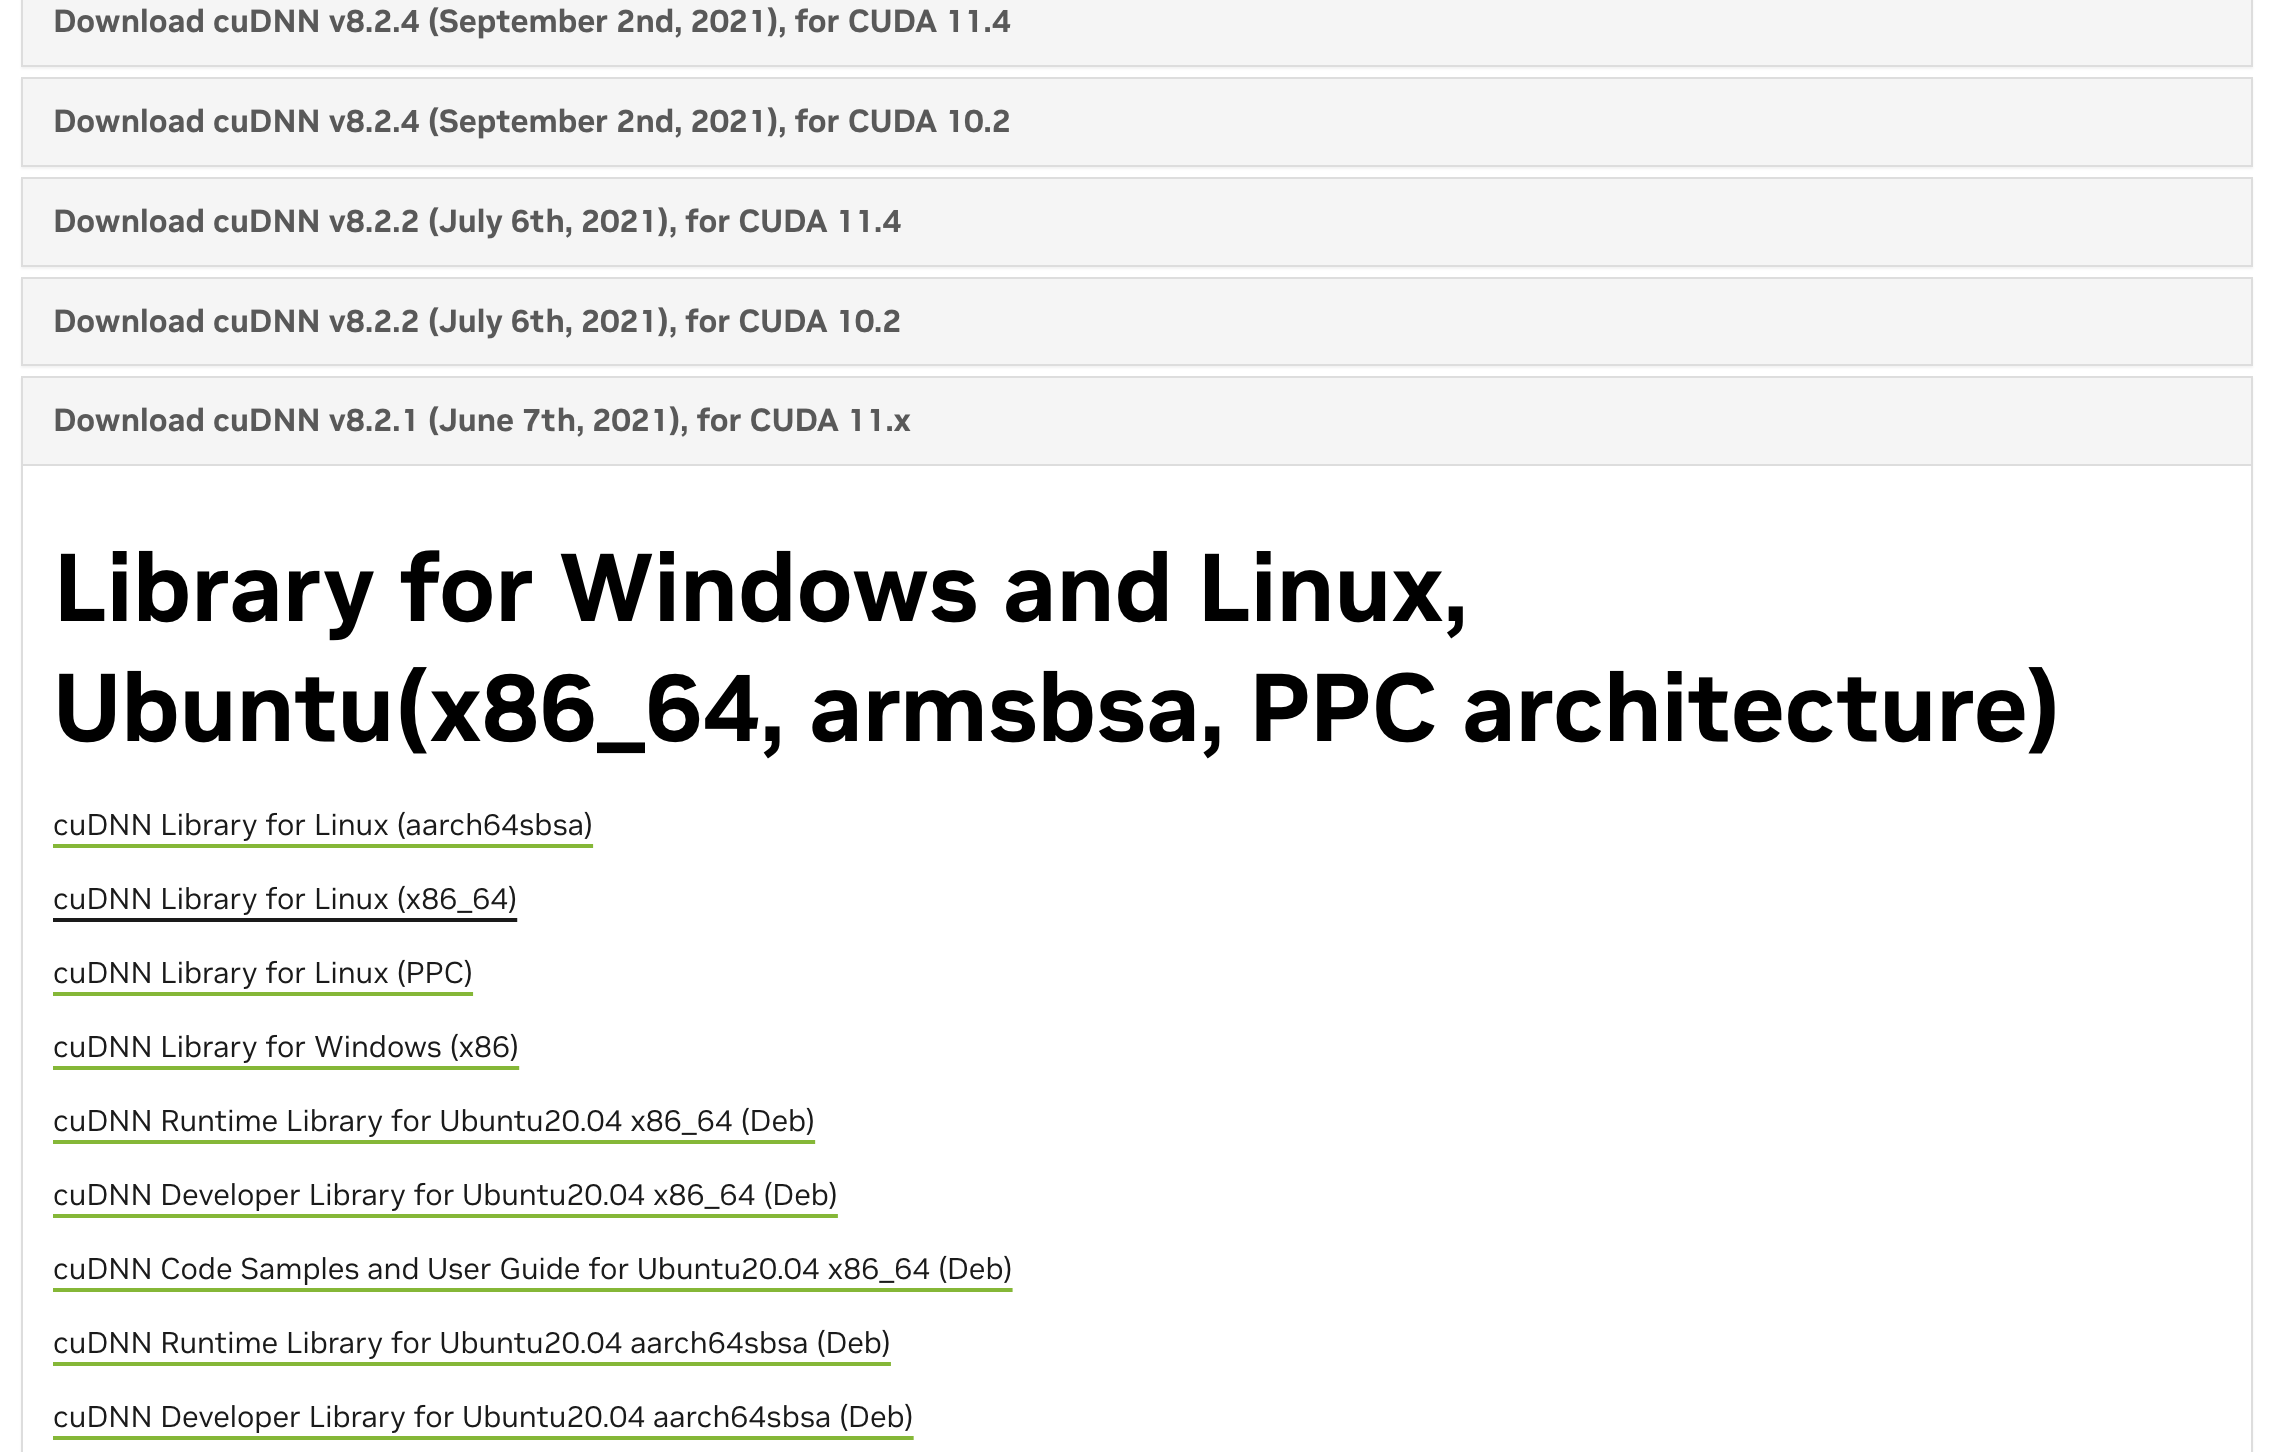 Download cuDNN v8.2.4 (September 2nd, 2021), for CUDA 11.4
Download cuDNN v8.2.4 (September 2nd, 2021), for CUDA 10.2
Download cuDNN v8.2.2 (July 6th, 2021), for CUDA 11.4
Download cuDNN v8.2.2 (July 6th, 2021), for CUDA 10.2
Download cuDNN v8.2.1 (June 7th, 2021), for CUDA 11.x
Library for Windows and Linux,
Ubuntu(x86_64, armsbsa, PPC architecture)
cuDNN Library for Linux (aarch64sbsa)
cuDNN Library for Linux (x86_64)
cuDNN Library for Linux (PPC)
cuDNN Library for Windows (x86)
cuDNN Runtime Library for Ubuntu20.04 x86_64 (Deb)
cuDNN Developer Library for Ubuntu20.04 x86_64 (Deb)
cuDNN Code Samples and User Guide for Ubuntu20.04 x86_64 (Deb)
cuDNN Runtime Library for Ubuntu20.04 aarch64sbsa (Deb)
cuDNN Developer Library for Ubuntu20.04 aarch64sbsa (Deb)